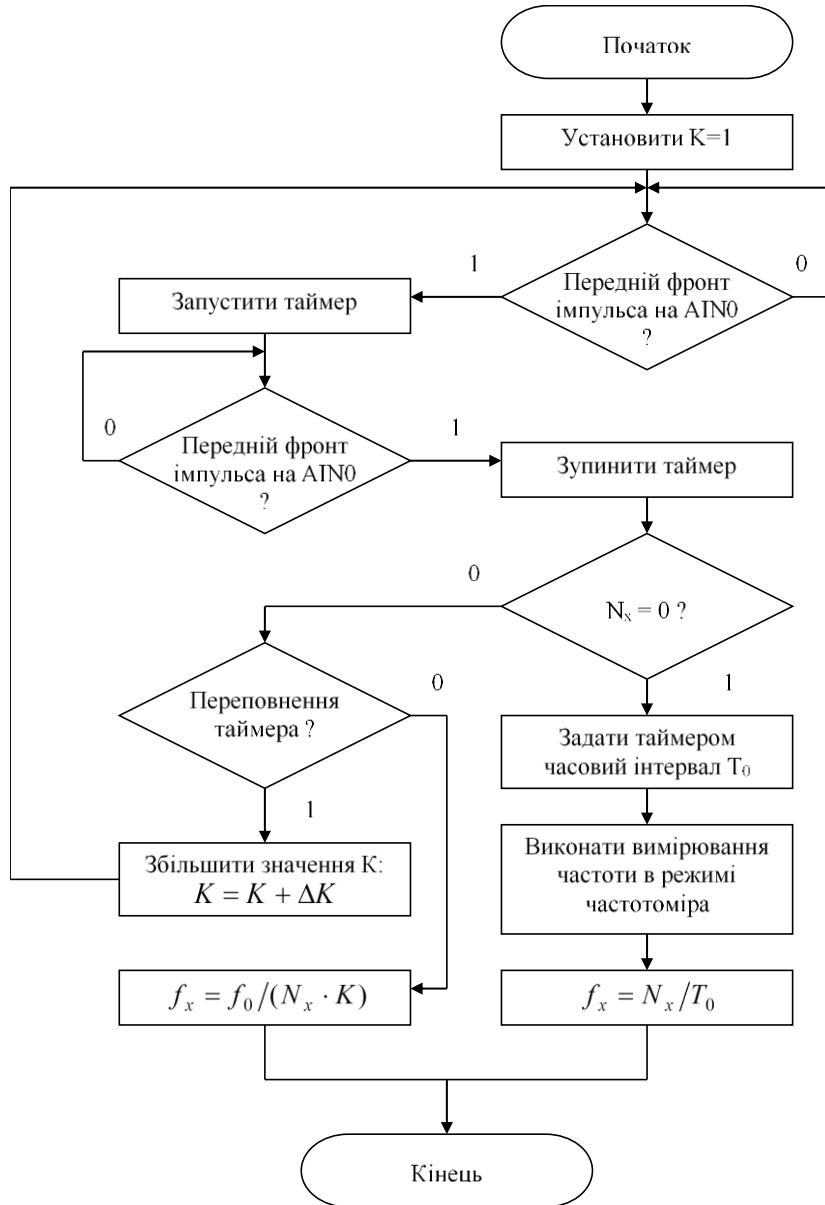 Початок
Установити K=1
1
0
Передній фронт
імпульса на AIN0
?
Запустити таймер
0
1
Передній фронт
імпульса на AIN0
?
Зупинити таймер
0
Nₓ = 0 ?
0
1
Переповнення
таймера ?
Задати таймером
часовий інтервал T₀
1
Збільшити значення К:
K = K + ΔK
Виконати вимірювання
частоти в режимі
частотоміра
fₓ = f₀/(Nₓ · K)
fₓ = Nₓ/T₀
Кінець